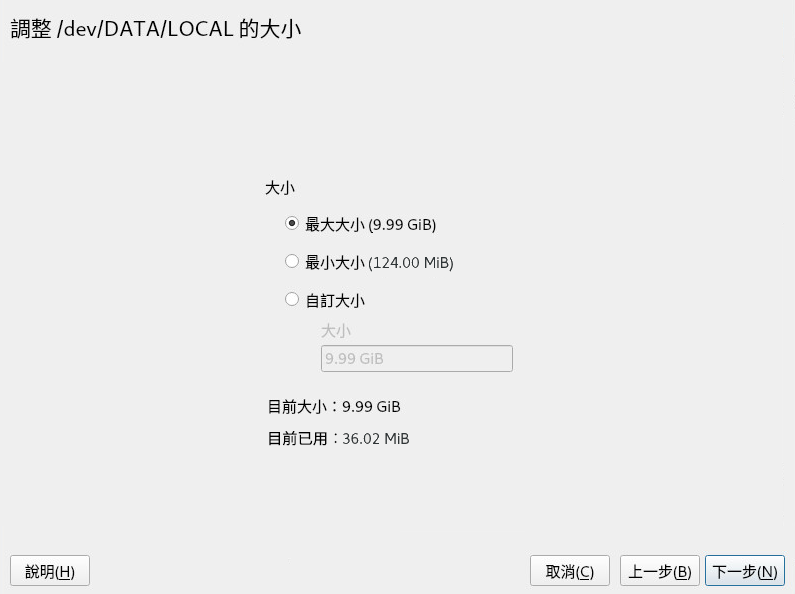 調整 /dev/DATA/LOCAL 的大小
大小
最大大小 (9.99 GiB)
最小大小 (124.00 MiB)
自訂大小
大小
9.99 GiB
目前大小：9.99 GiB
目前已用：36.02 MiB
說明(H) 取消(C) 上一步(B) 下一步(N)